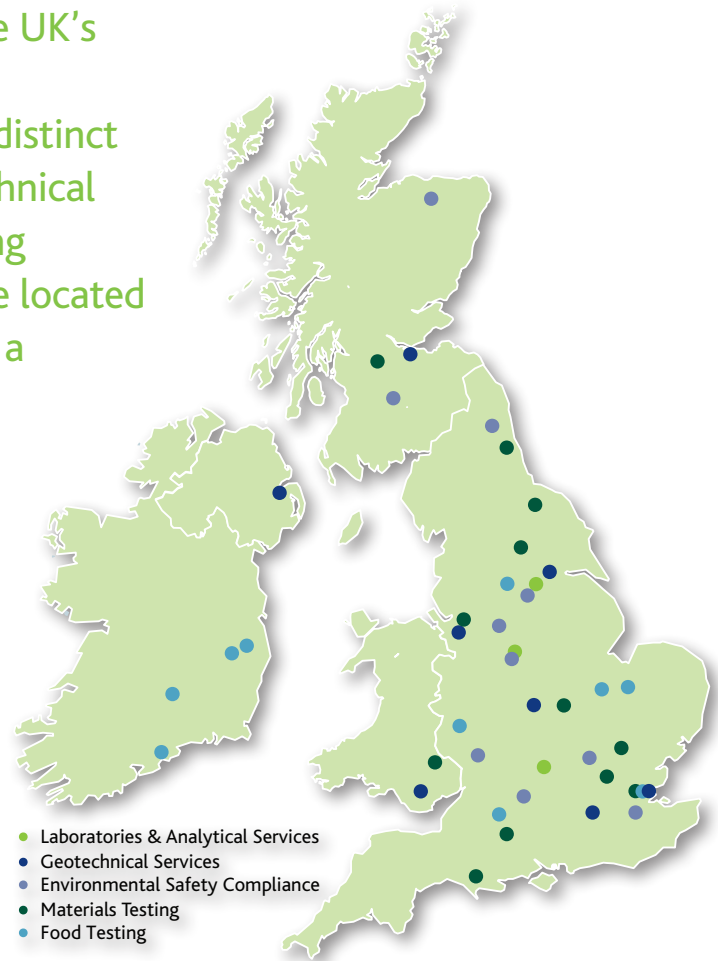 e UK’s
distinct
hnical
ng
e located
a
Laboratories & Analytical Services
Geotechnical Services
Environmental Safety Compliance
Materials Testing
Food Testing